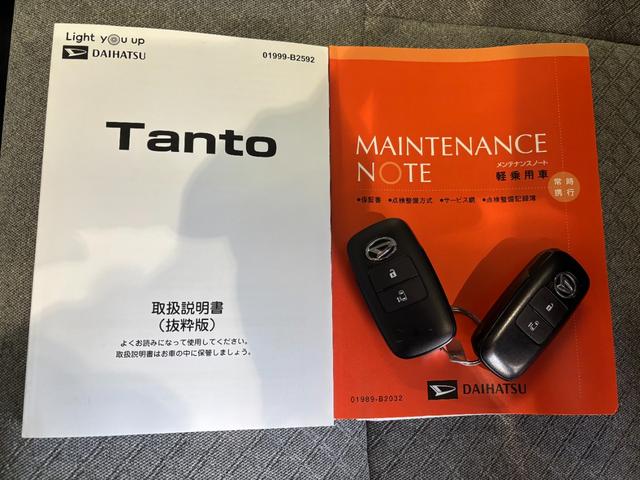 Light you up
DAIHATSU
01999-B2592
Tanto
取扱説明書
（抜粋版）
よくお読みになって使用してください。
取扱説明書はお車の中に保管しましょう。
MAINTENANCE
NOTE
メンテナンスノート
軽乗用車
常時
携行
●保証書 ●点検整備方式 ●サービス網 ●点検整備記録簿
01989-B2032
DAIHATSU